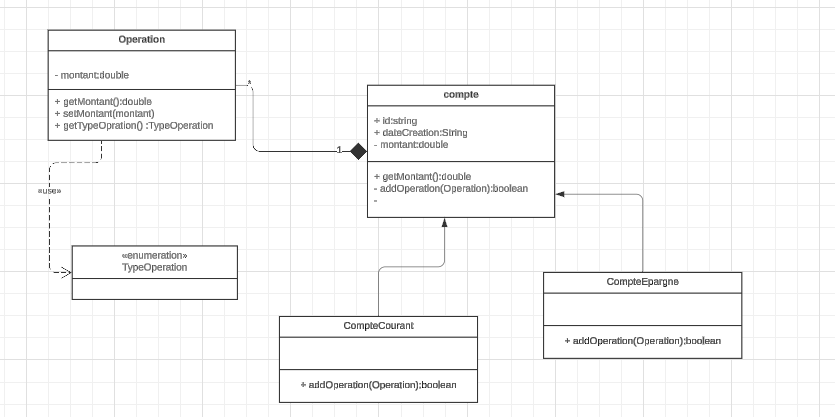 Operation
- montant:double
+ getMontant():double
+ setMontant(montant)
+ getTypeOpration() :TypeOperation
*
1
compte
+ id:string
+ dateCreation:String
- montant:double
+ getMontant():double
- addOperation(Operation):boolean
-
«use»
«enumeration»
TypeOperation
CompteEpargne
+ addOperation(Operation):boolean
CompteCourant
+ addOperation(Operation):boolean